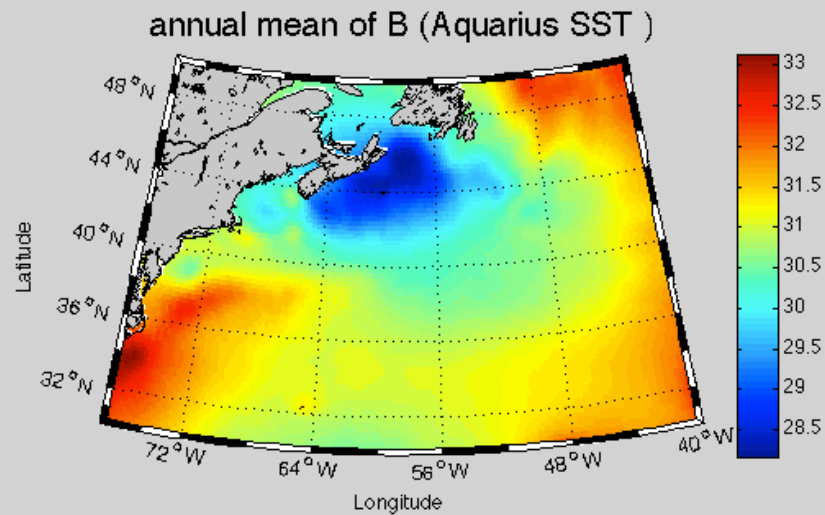 annual mean of B (Aquarius SST )
48°N
44°N
40°N
36°N
32°N
Latitude
72°W
64°W
56°W
48°W
40°W
Longitude
33
32.5
32
31.5
31
30.5
30
29.5
29
28.5